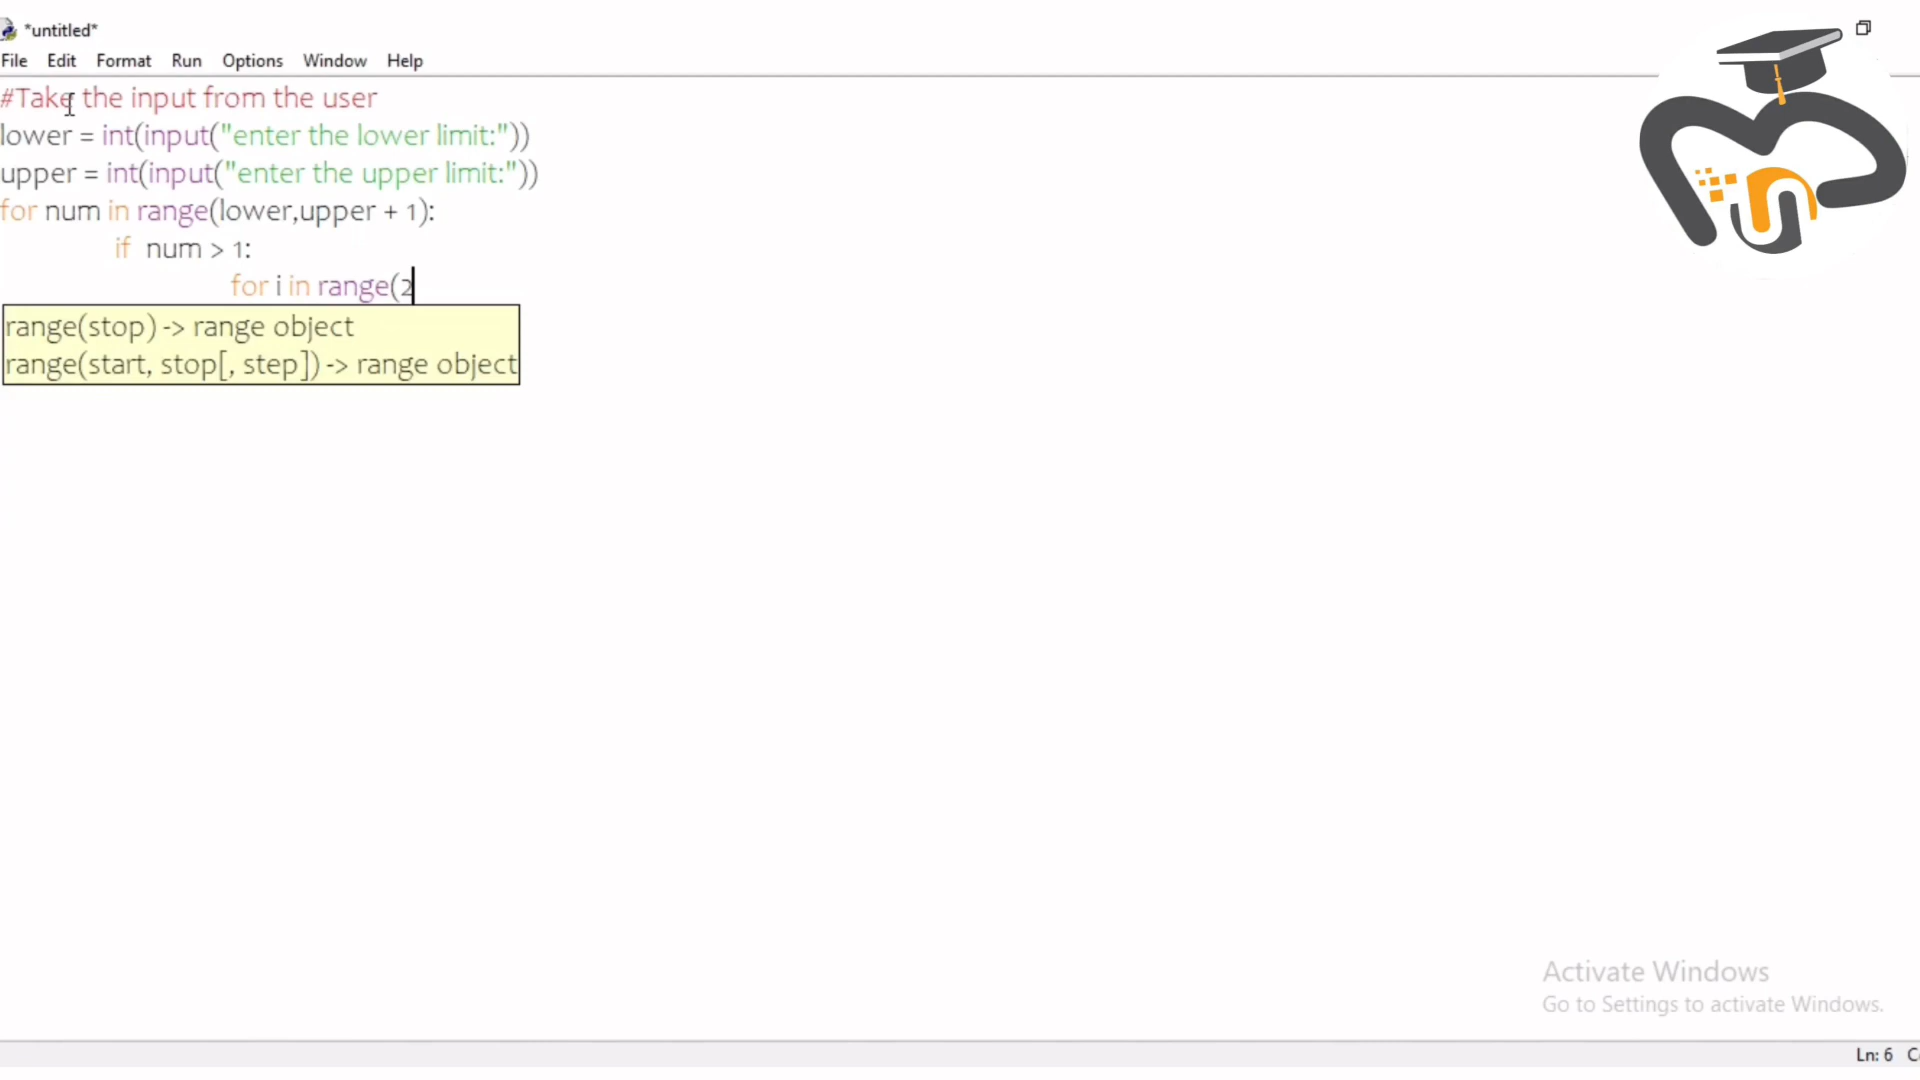 *untitled*
File Edit Format Run Options Window Help
#Take the input from the user
lower = int(input("enter the lower limit:"))
upper = int(input("enter the upper limit:"))
for num in range(lower,upper + 1):
if  num > 1:
for i in range(2
range(stop) -> range object
range(start, stop[, step]) -> range object
Activate Windows
Go to Settings to activate Windows.
Ln: 6